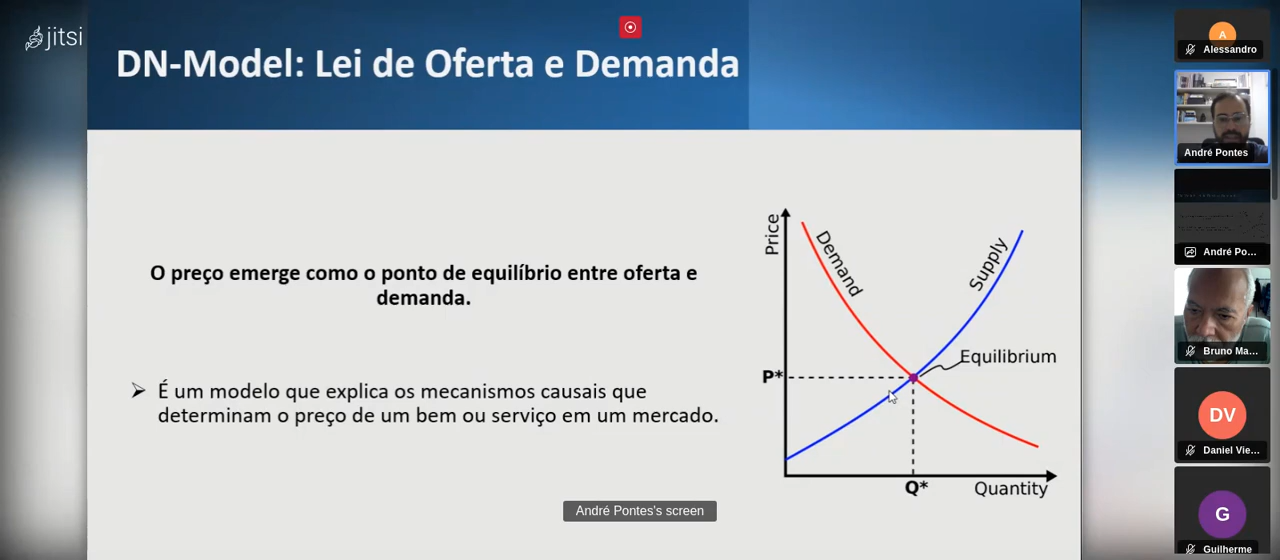 jitsi
DN-Model: Lei de Oferta e Demanda
O preço emerge como o ponto de equilíbrio entre oferta e
demanda.
É um modelo que explica os mecanismos causais que
determinam o preço de um bem ou serviço em um mercado.
Price
Demand
Supply
Equilibrium
P*
Q*
Quantity
André Pontes's screen
A
Alessandro
André Pontes
André Po...
Bruno Ma...
DV
Daniel Vie...
G
Guilherme